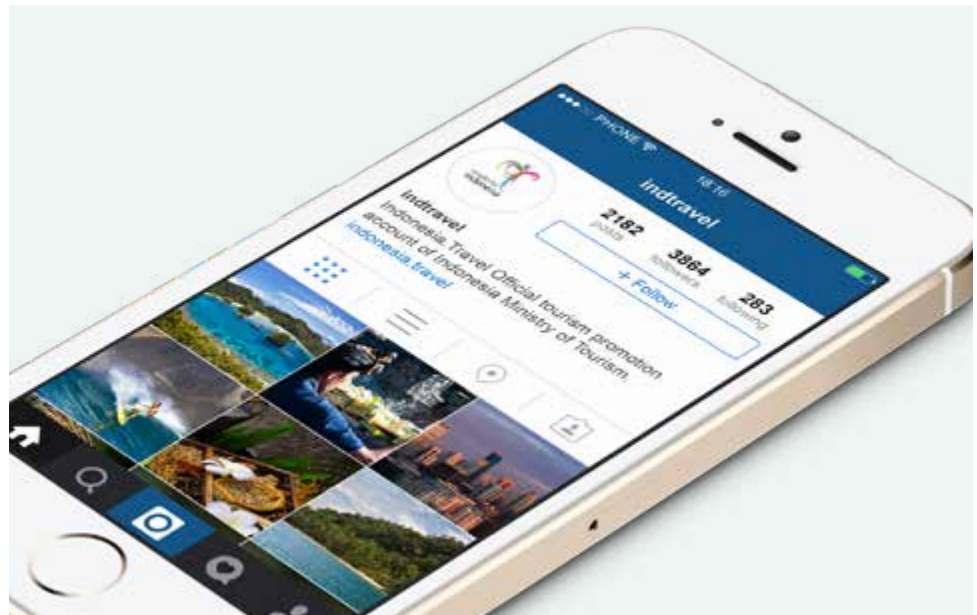 PHONE
18:16
indtravel
indonesia
2182
posts
3864
followers
283
following
+ Follow
indtravel
Indonesia.Travel Official tourism promotion
account of Indonesia Ministry of Tourism.
indonesia.travel